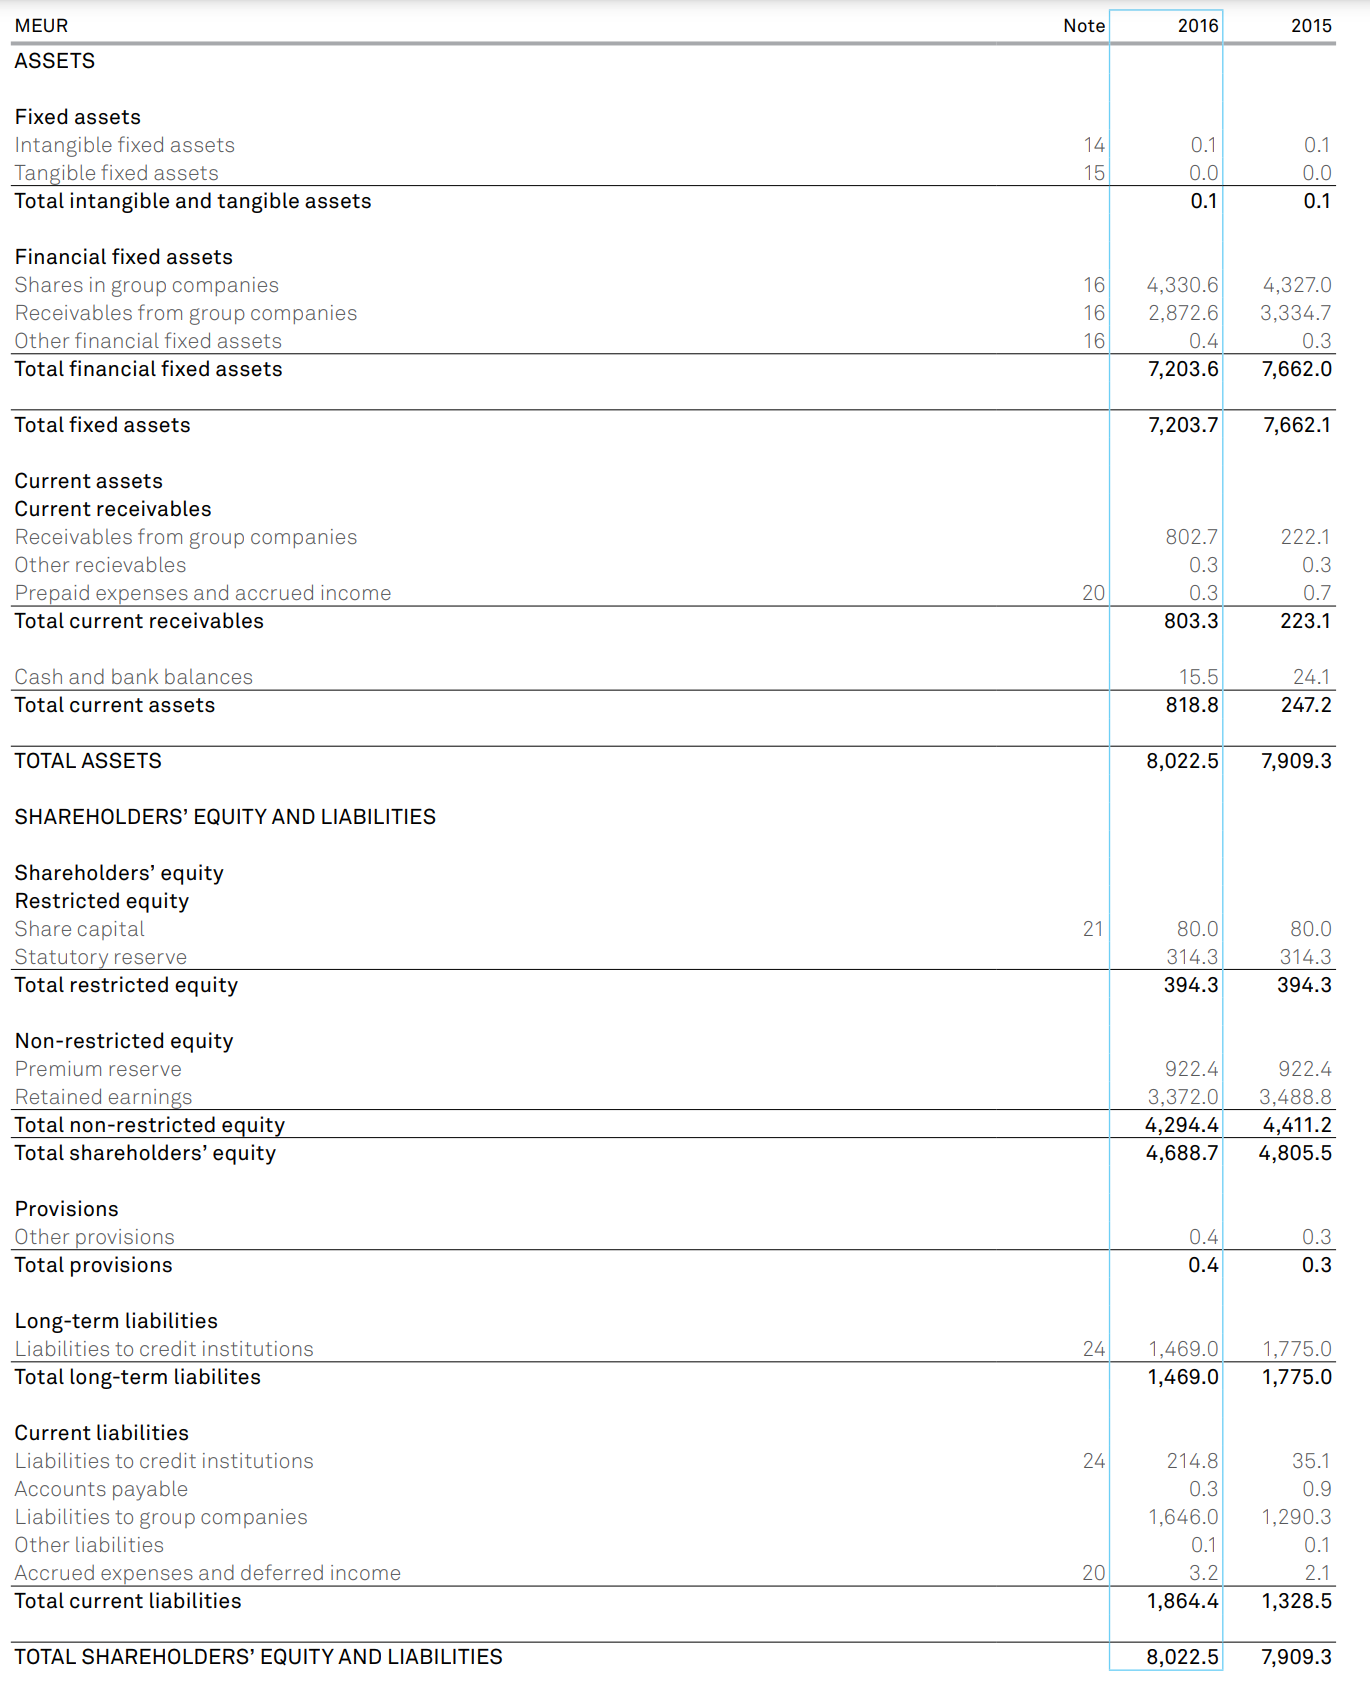 MEUR Note 2016 2015
ASSETS
Fixed assets
Intangible fixed assets 14 0.1 0.1
Tangible fixed assets 15 0.0 0.0
Total intangible and tangible assets 0.1 0.1
Financial fixed assets
Shares in group companies 16 4,330.6 4,327.0
Receivables from group companies 16 2,872.6 3,334.7
Other financial fixed assets 16 0.4 0.3
Total financial fixed assets 7,203.6 7,662.0
Total fixed assets 7,203.7 7,662.1
Current assets
Current receivables
Receivables from group companies 802.7 222.1
Other recievables 0.3 0.3
Prepaid expenses and accrued income 20 0.3 0.7
Total current receivables 803.3 223.1
Cash and bank balances 15.5 24.1
Total current assets 818.8 247.2
TOTAL ASSETS 8,022.5 7,909.3
SHAREHOLDERS’ EQUITY AND LIABILITIES
Shareholders’ equity
Restricted equity
Share capital 21 80.0 80.0
Statutory reserve 314.3 314.3
Total restricted equity 394.3 394.3
Non-restricted equity
Premium reserve 922.4 922.4
Retained earnings 3,372.0 3,488.8
Total non-restricted equity 4,294.4 4,411.2
Total shareholders’ equity 4,688.7 4,805.5
Provisions
Other provisions 0.4 0.3
Total provisions 0.4 0.3
Long-term liabilities
Liabilities to credit institutions 24 1,469.0 1,775.0
Total long-term liabilites 1,469.0 1,775.0
Current liabilities
Liabilities to credit institutions 24 214.8 35.1
Accounts payable 0.3 0.9
Liabilities to group companies 1,646.0 1,290.3
Other liabilities 0.1 0.1
Accrued expenses and deferred income 20 3.2 2.1
Total current liabilities 1,864.4 1,328.5
TOTAL SHAREHOLDERS’ EQUITY AND LIABILITIES 8,022.5 7,909.3